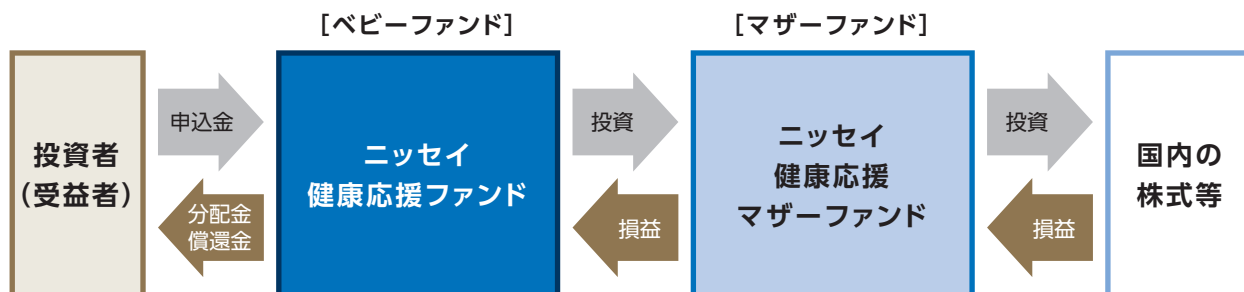 [ベビーファンド]
[マザーファンド]
投資者
(受益者)
申込金
分配金
償還金
ニッセイ
健康応援ファンド
投資
損益
ニッセイ
健康応援
マザーファンド
投資
損益
国内の
株式等